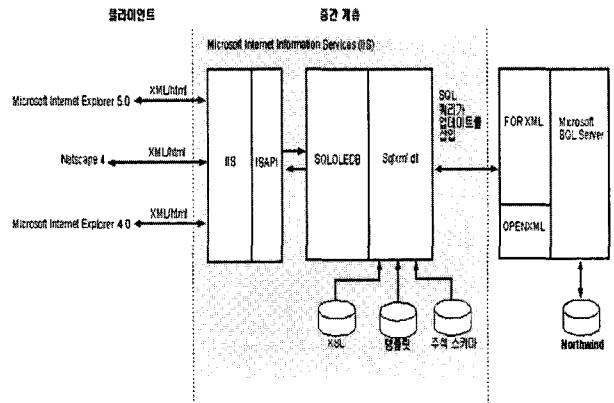 클라이언트
중간 계층
Microsoft Internet Information Services (IIS)
Microsoft Internet Explorer 5.0
XML/html
Netscape 4
XML/html
Microsoft Internet Explorer 4.0
XML/html
IIS
ISAPI
SQLOLEDB
Sqlxml dll
SQL
쿼리가
업데이트를
삽입
FOR XML
OPENXML
Microsoft
SQL Server
XSL
템플릿
주석 스키마
Northwind